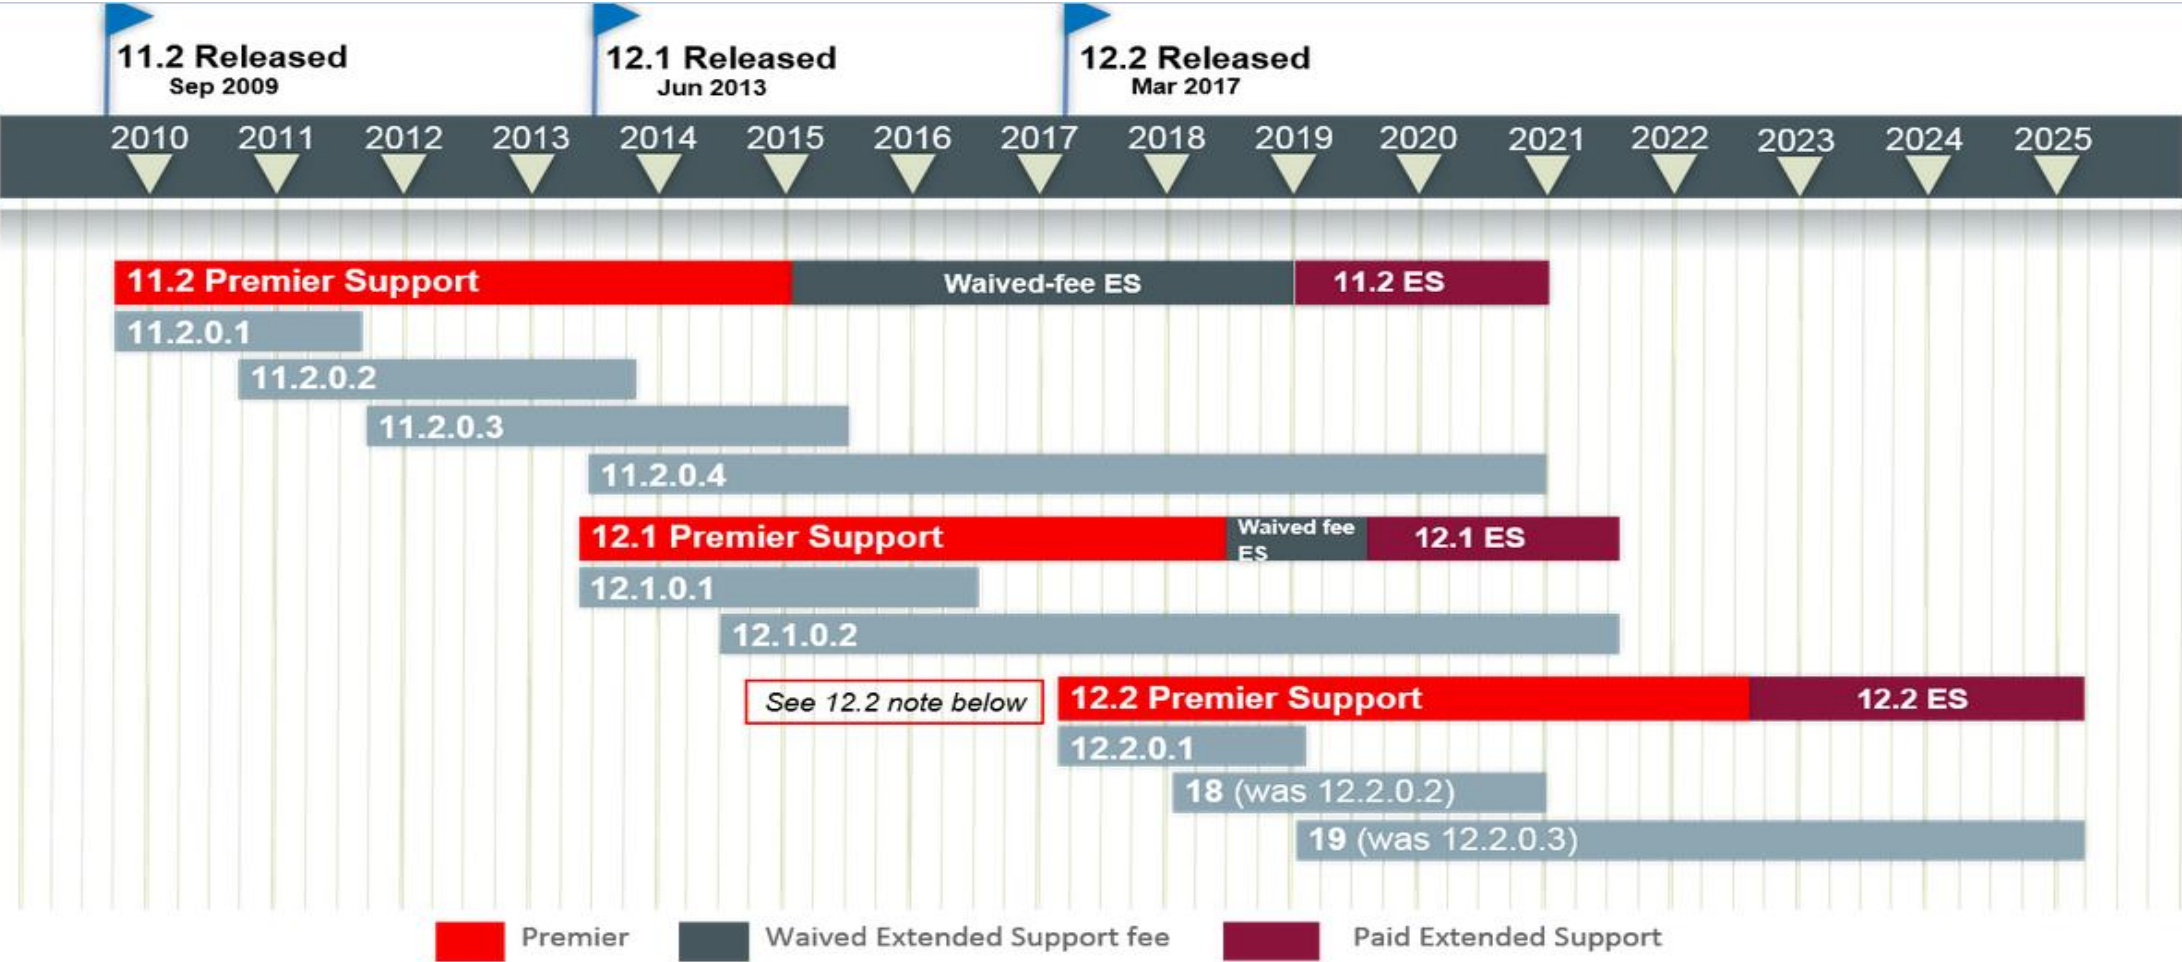 11.2 Released
Sep 2009
12.1 Released
Jun 2013
12.2 Released
Mar 2017
2010 2011 2012 2013 2014 2015 2016 2017 2018 2019 2020 2021 2022 2023 2024 2025
11.2 Premier Support Waived-fee ES 11.2 ES
11.2.0.1
11.2.0.2
11.2.0.3
11.2.0.4
12.1 Premier Support Waived fee
ES 12.1 ES
12.1.0.1
12.1.0.2
See 12.2 note below 12.2 Premier Support 12.2 ES
12.2.0.1
18 (was 12.2.0.2)
19 (was 12.2.0.3)
Premier Waived Extended Support fee Paid Extended Support